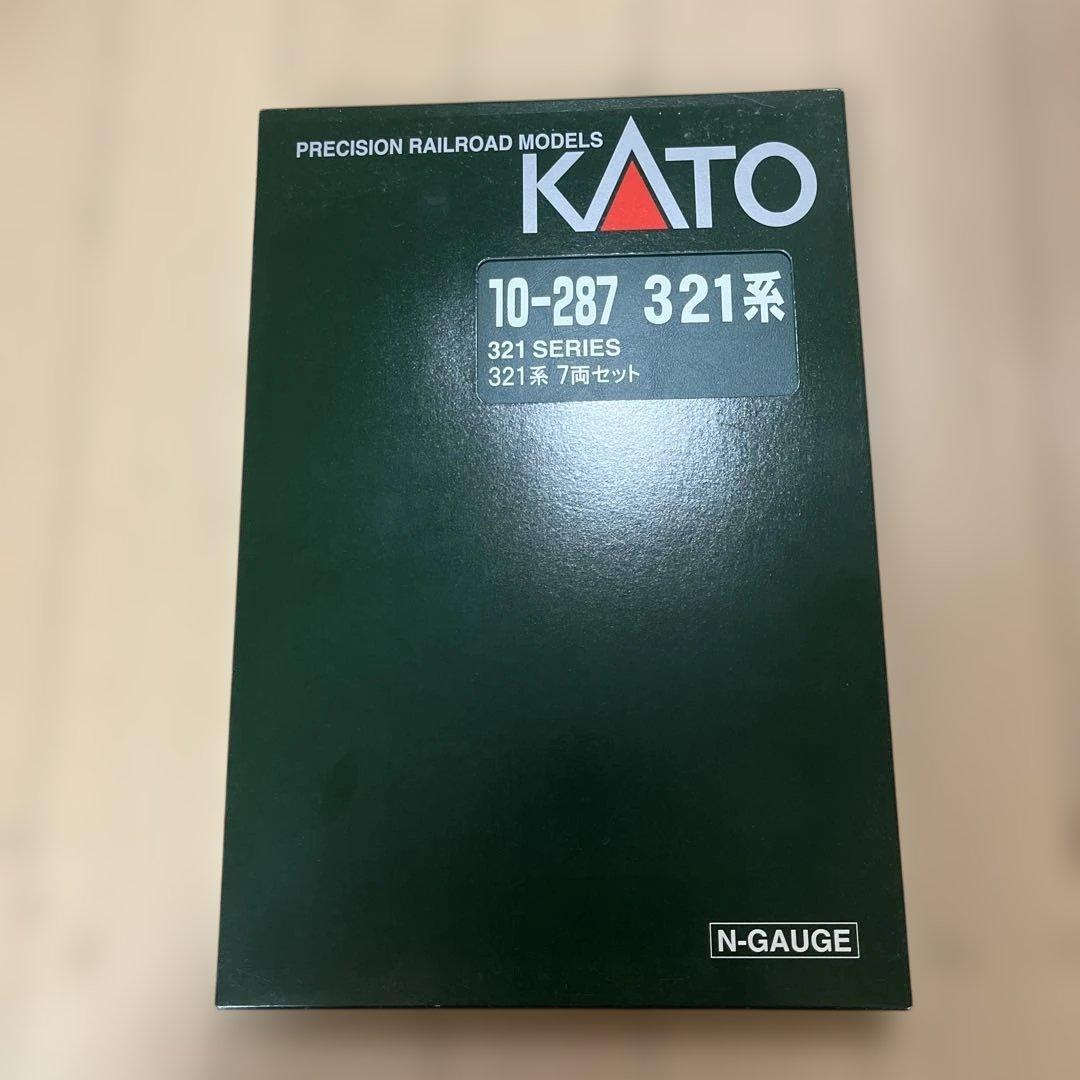 PRECISION RAILROAD MODELS
KATO
10-287 321系
321 SERIES
321系 7両セット
N-GAUGE